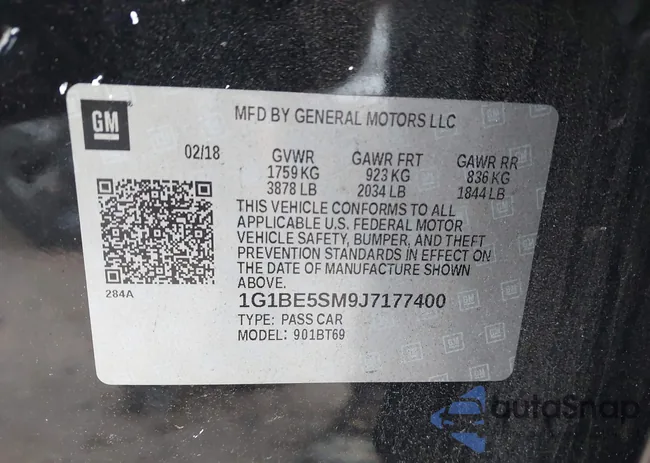 GM
MFD BY GENERAL MOTORS LLC
02/18 GVWR GAWR FRT GAWR RR
1759 KG 923 KG 836 KG
3878 LB 2034 LB 1844 LB
THIS VEHICLE CONFORMS TO ALL
APPLICABLE U.S. FEDERAL MOTOR
VEHICLE SAFETY, BUMPER, AND THEFT
PREVENTION STANDARDS IN EFFECT ON
THE DATE OF MANUFACTURE SHOWN
ABOVE.
284A
1G1BE5SM9J7177400
TYPE: PASS CAR
MODEL: 901BT69
autoSnap